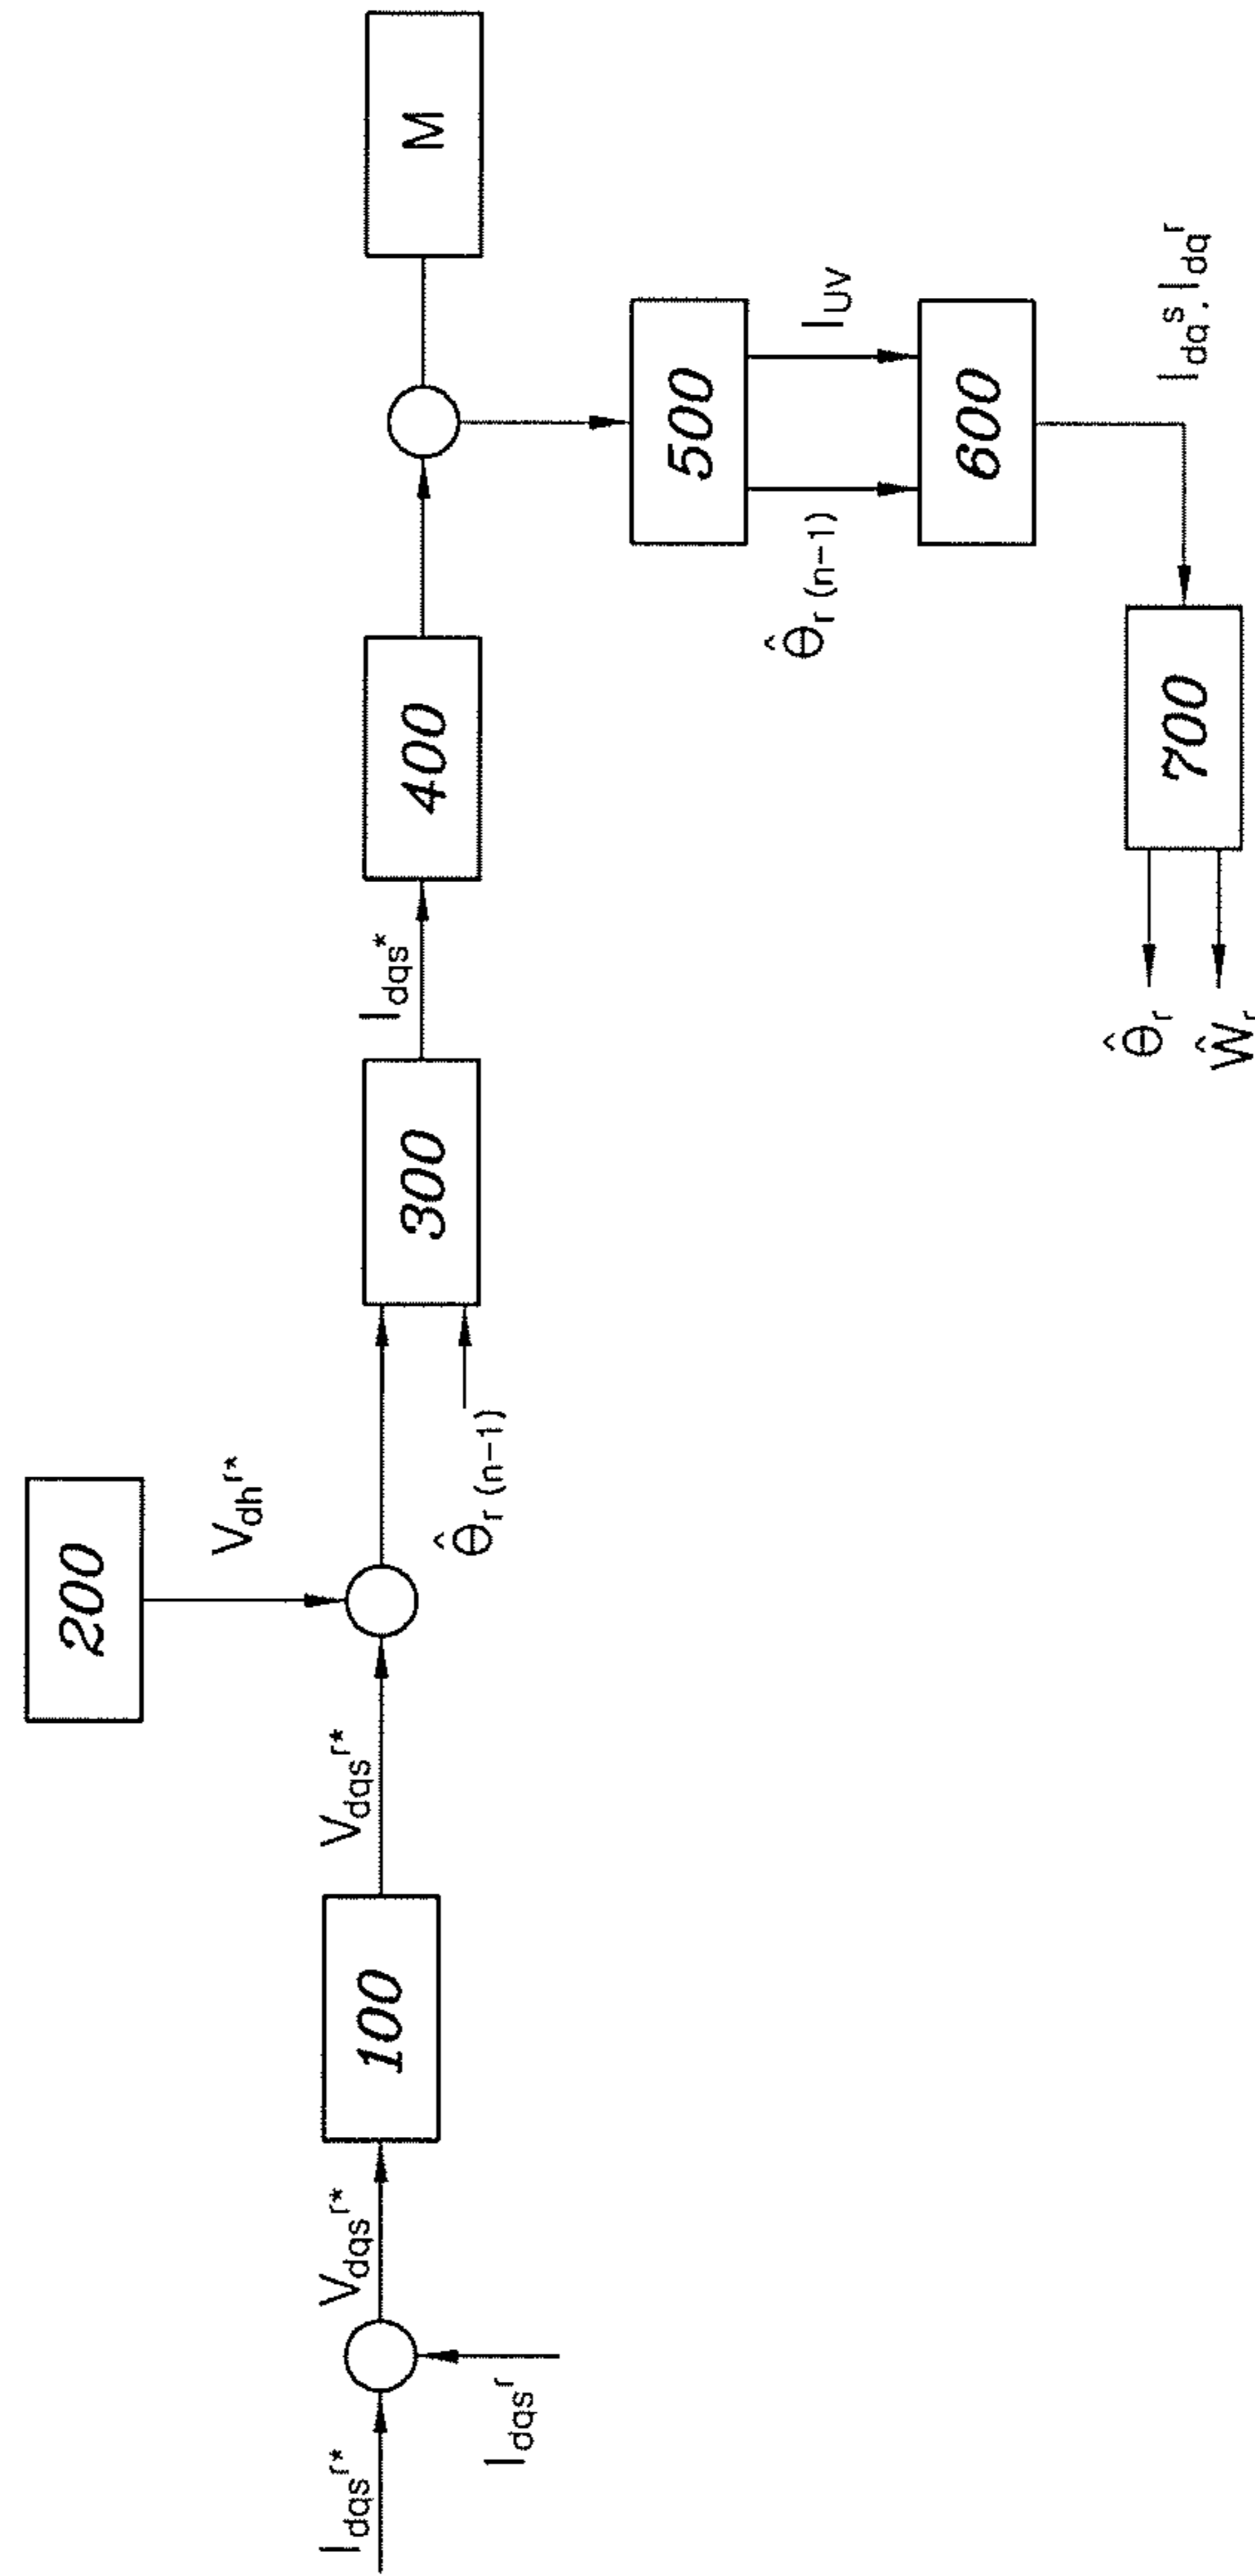 200
V_dh^r*
I_dqs^r*
V_dqs^r*
100
V_dqs^r*
300
I_dqs^*
400
M
I_dqs^r
θ̂_r (n-1)
500
θ̂_r (n-1)
I_UV
600
I_dq^s. I_dq^r
700
θ̂_r
Ŵ_r